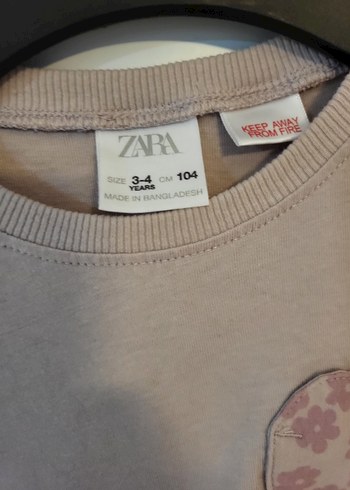 ZARA
SIZE 3-4 CM 104
YEARS
MADE IN BANGLADESH
KEEP AWAY
FROM FIRE